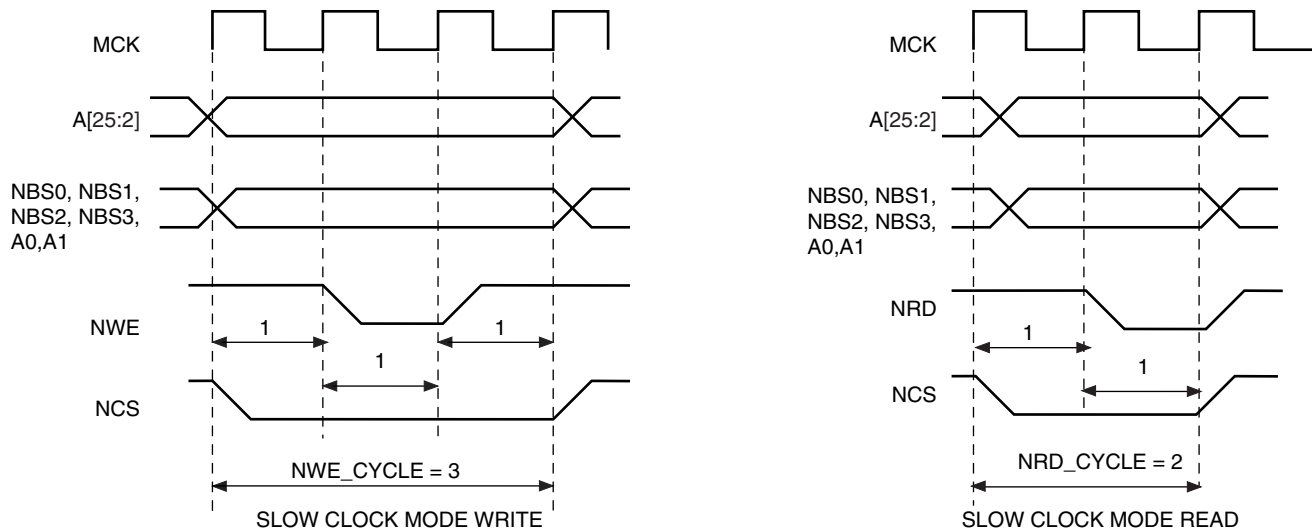 MCK
A[25:2]
NBS0, NBS1,
NBS2, NBS3,
A0,A1
NWE
1
1
1
NCS
NWE_CYCLE = 3
SLOW CLOCK MODE WRITE
MCK
A[25:2]
NBS0, NBS1,
NBS2, NBS3,
A0,A1
NRD
1
1
NCS
NRD_CYCLE = 2
SLOW CLOCK MODE READ